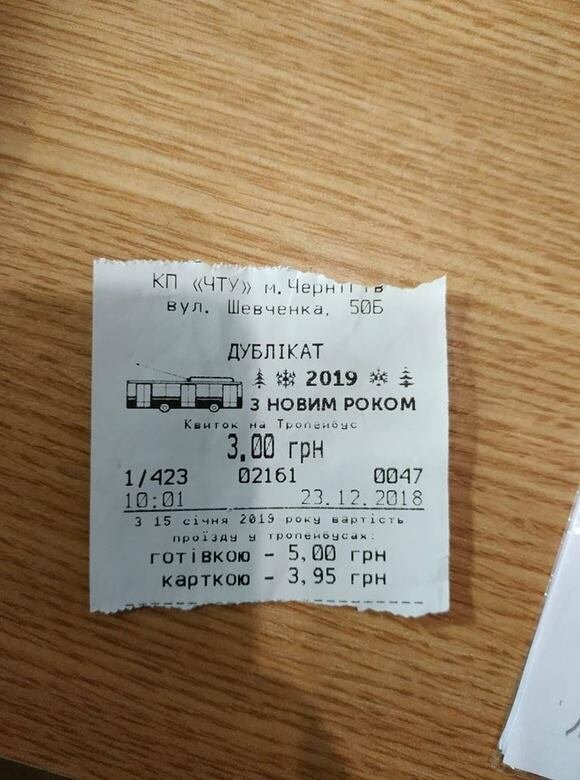 КП «ЧТУ» м.Чернігів
вул. Шевченка, 50Б
ДУБЛІКАТ
2019
З НОВИМ РОКОМ
Квиток на Тролейбус
3.00 грн
1/423 02161 0047
10:01 23.12.2018
З 15 січня 2019 року вартість
проїзду у тролейбусах:
готівкою - 5,00 грн
карткою - 3,95 грн